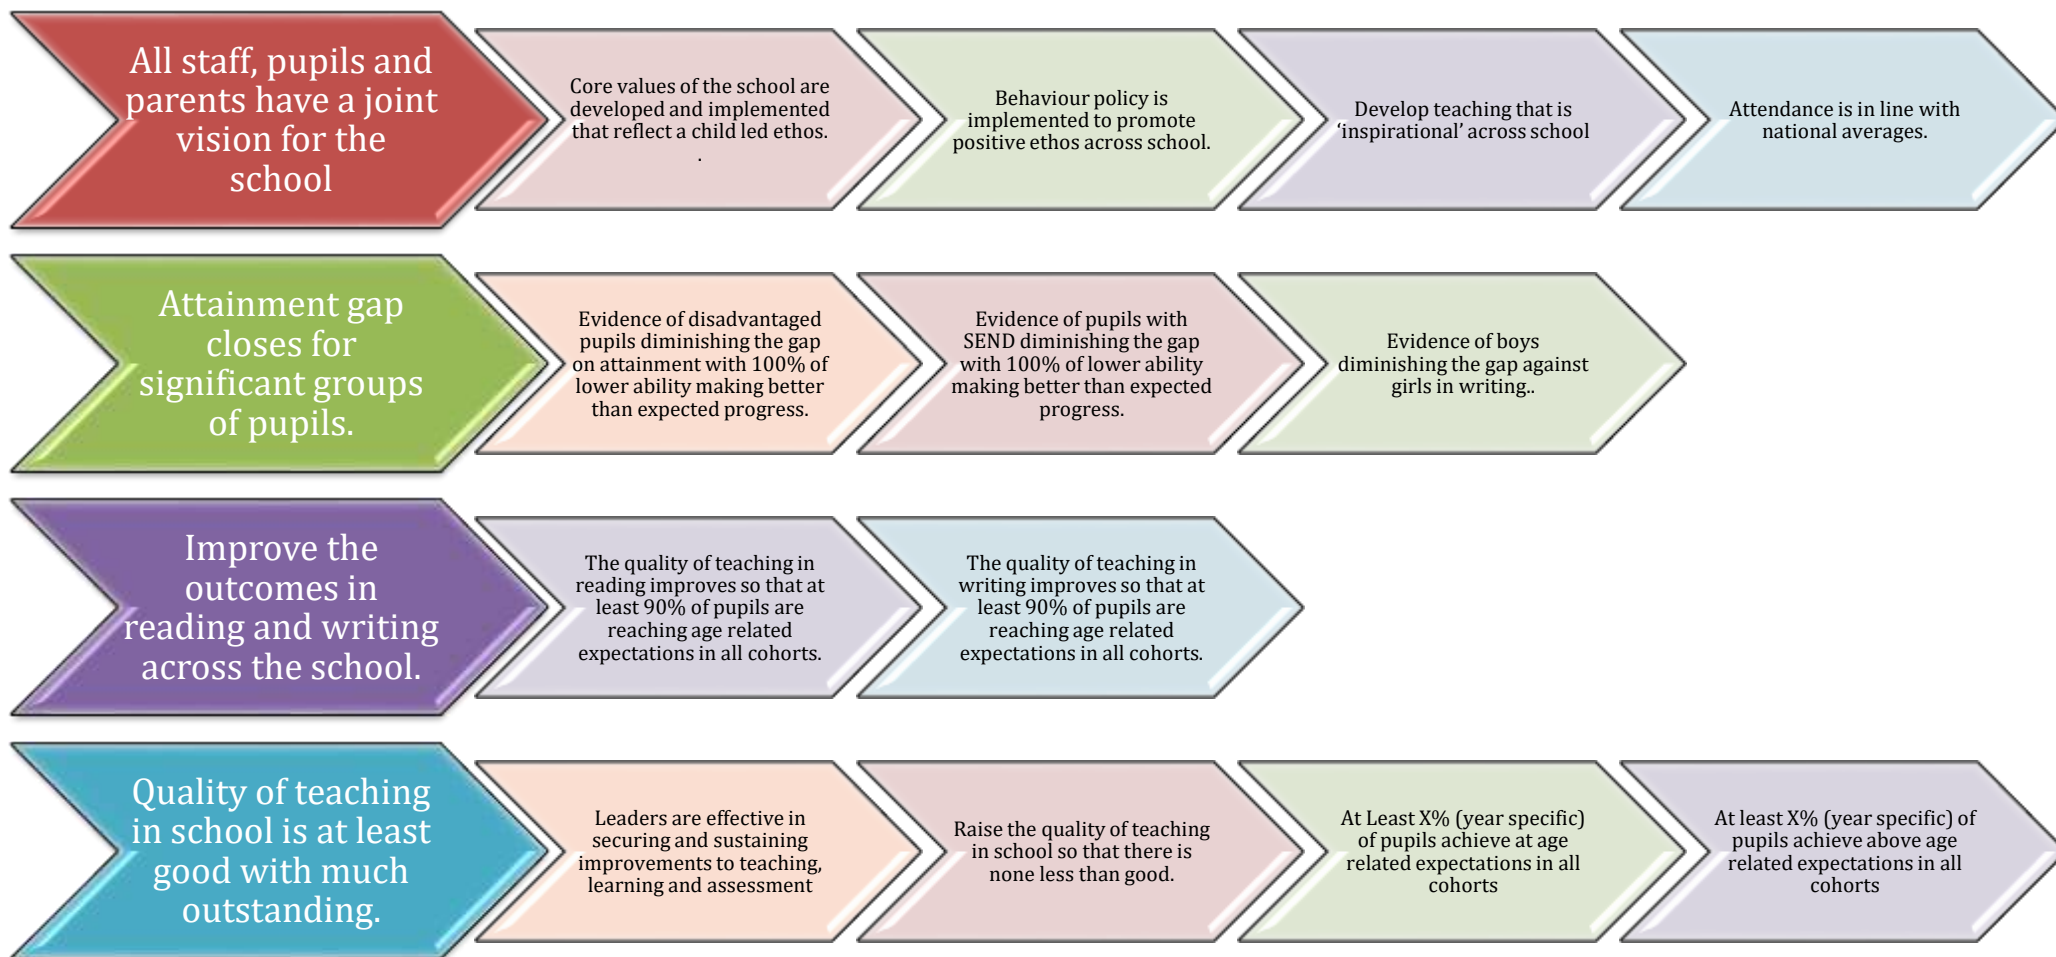 All staff, pupils and
parents have a joint
vision for the
school
Core values of the school are
developed and implemented
that reflect a child led ethos.
.
Behaviour policy is
implemented to promote
positive ethos across school.
Develop teaching that is
‘inspirational’ across school
Attendance is in line with
national averages.
Attainment gap
closes for
significant groups
of pupils.
Evidence of disadvantaged
pupils diminishing the gap
on attainment with 100% of
lower ability making better
than expected progress.
Evidence of pupils with
SEND diminishing the gap
with 100% of lower ability
making better than expected
progress.
Evidence of boys
diminishing the gap against
girls in writing..
Improve the
outcomes in
reading and writing
across the school.
The quality of teaching in
reading improves so that at
least 90% of pupils are
reaching age related
expectations in all cohorts.
The quality of teaching in
writing improves so that at
least 90% of pupils are
reaching age related
expectations in all cohorts.
Quality of teaching
in school is at least
good with much
outstanding.
Leaders are effective in
securing and sustaining
improvements to teaching,
learning and assessment
Raise the quality of teaching
in school so that there is
none less than good.
At Least X% (year specific)
of pupils achieve at age
related expectations in all
cohorts
At least X% (year specific) of
pupils achieve above age
related expectations in all
cohorts